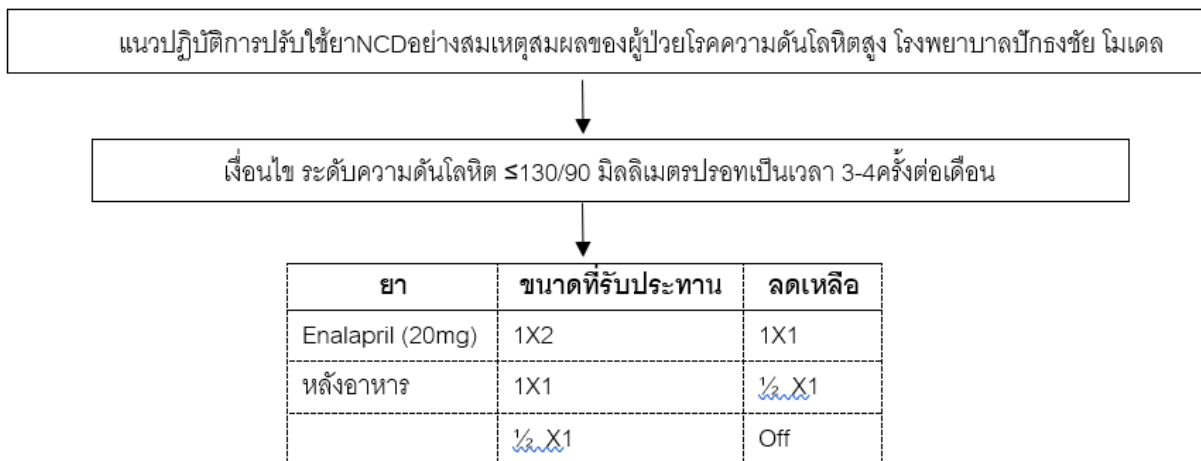 แนวปฏิบัติการปรับใช้ยาNCDอย่างสมเหตุสมผลของผู้ป่วยโรคความดันโลหิตสูง โรงพยาบาลปักธงชัย โมเดล
เงื่อนไข ระดับความดันโลหิต ≤130/90 มิลลิเมตรปรอทเป็นเวลา 3-4ครั้งต่อเดือน
ยา ขนาดที่รับประทาน ลดเหลือ
Enalapril (20mg) 1X2 1X1
หลังอาหาร 1X1 ½ X1
½ X1 Off